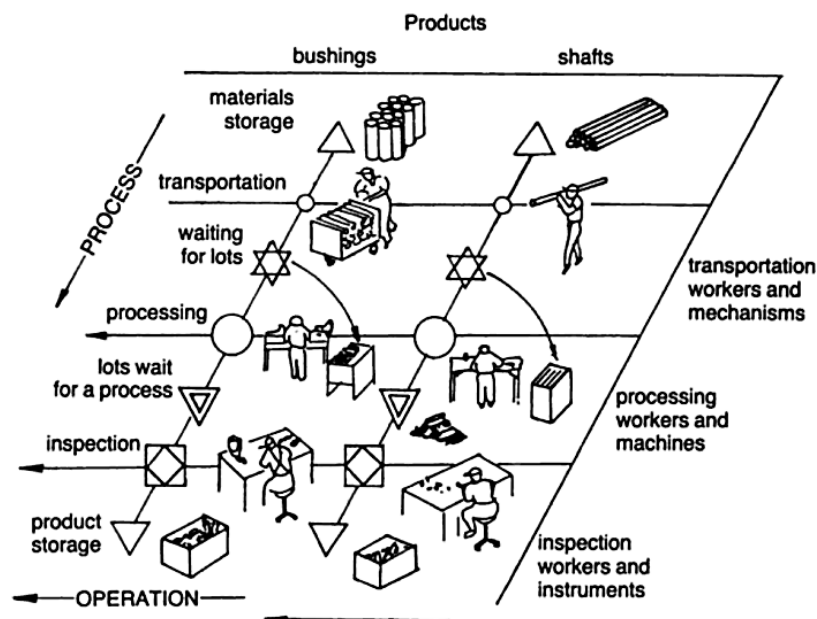 Products
bushings
shafts
materials
storage
transportation
PROCESS
waiting
for lots
transportation
workers and
mechanisms
processing
lots wait
for a process
processing
workers and
machines
inspection
product
storage
inspection
workers and
instruments
OPERATION